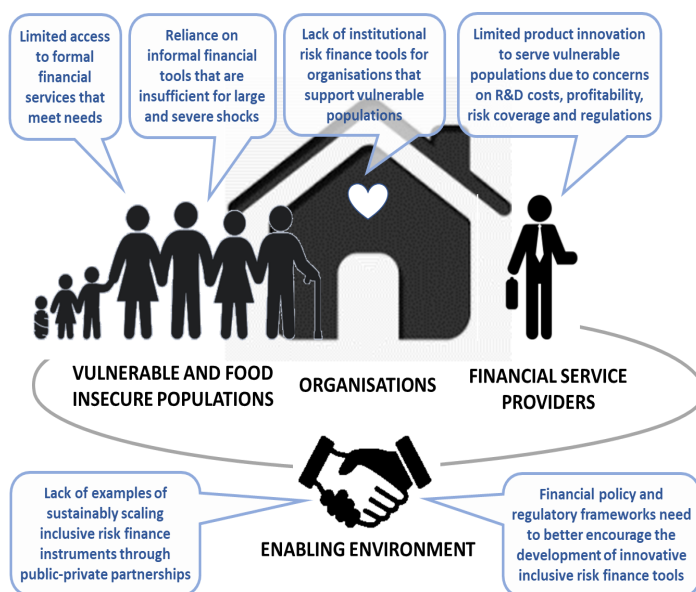 Limited access
to formal
financial
services that
meet needs
Reliance on
informal financial
tools that are
insufficient for large
and severe shocks
Lack of institutional
risk finance tools for
organisations that
support vulnerable
populations
Limited product innovation
to serve vulnerable
populations due to concerns
on R&D costs, profitability,
risk coverage and regulations
VULNERABLE AND FOOD
INSECURE POPULATIONS
ORGANISATIONS
FINANCIAL SERVICE
PROVIDERS
Lack of examples of
sustainably scaling
inclusive risk finance
instruments through
public-private partnerships
ENABLING ENVIRONMENT
Financial policy and
regulatory frameworks need
to better encourage the
development of innovative
inclusive risk finance tools